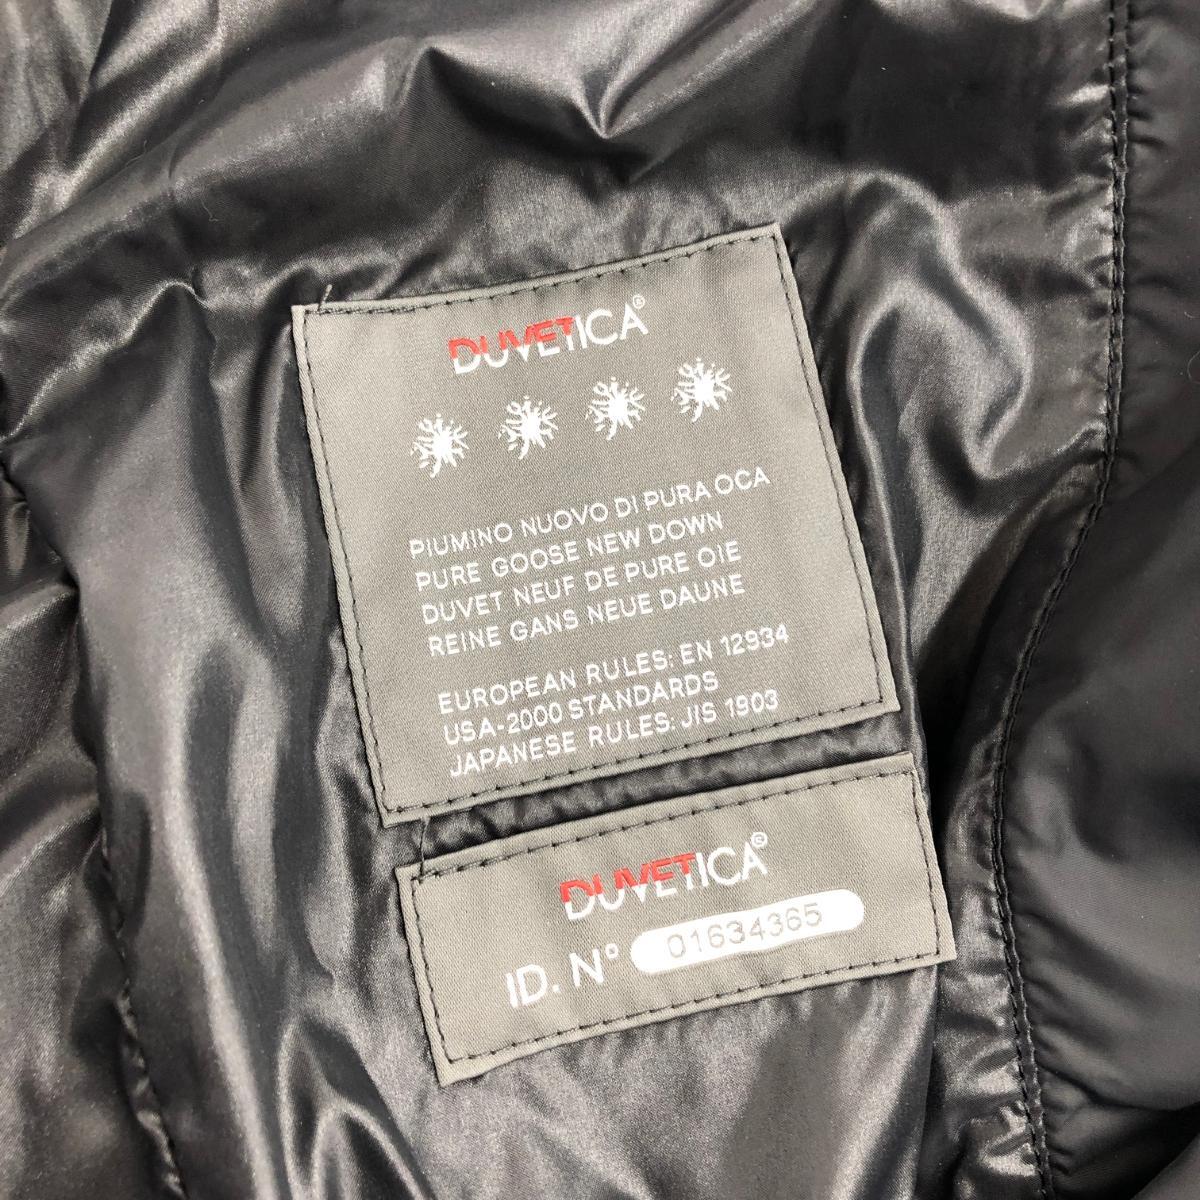 DUVETICA®
PIUMINO NUOVO DI PURA OCA
PURE GOOSE NEW DOWN
DUVET NEUF DE PURE OIE
REINE GANS NEUE DAUNE
EUROPEAN RULES: EN 12934
USA-2000 STANDARDS
JAPANESE RULES: JIS 1903
DUVETICA®
ID. N° 01634365